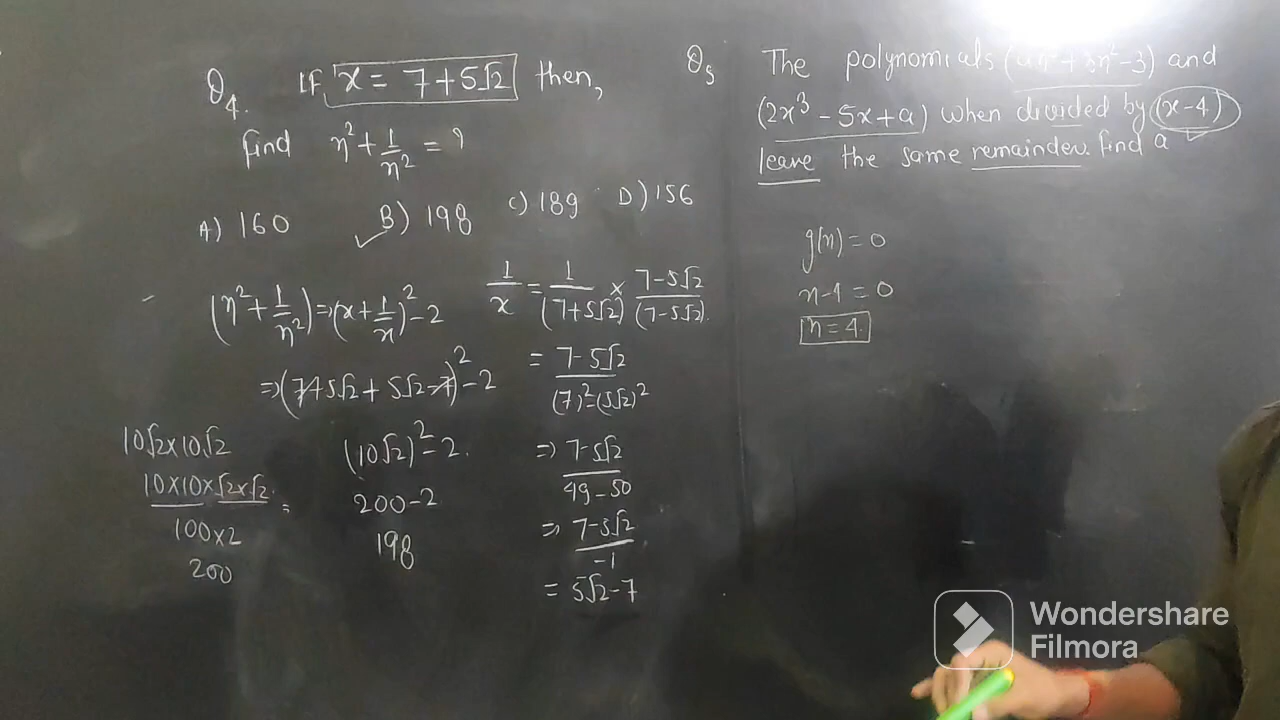 Q4. If x = 7+5√2 then,
find x²+1/x² = ?
A) 160 B) 198 C) 189 D) 156
(x²+1/x²)⇒(x+1/x)²-2
⇒(7+5√2+5√2-7)²-2
10√2×10√2
10×10×√2×√2 =
100×2
200
(10√2)²-2.
200-2
198
1/x = 1/(7+5√2) × 7-5√2/(7-5√2).
= 7-5√2/(7)²-(5√2)²
⇒ 7-5√2/49-50
⇒ 7-5√2/-1
= 5√2-7
Q5 The polynomials (ax³+3x²-3) and
(2x³-5x+a) when divided by (x-4)
leave the same remainder. find a
g(x) = 0
x-4 = 0
x = 4.
Wondershare
Filmora